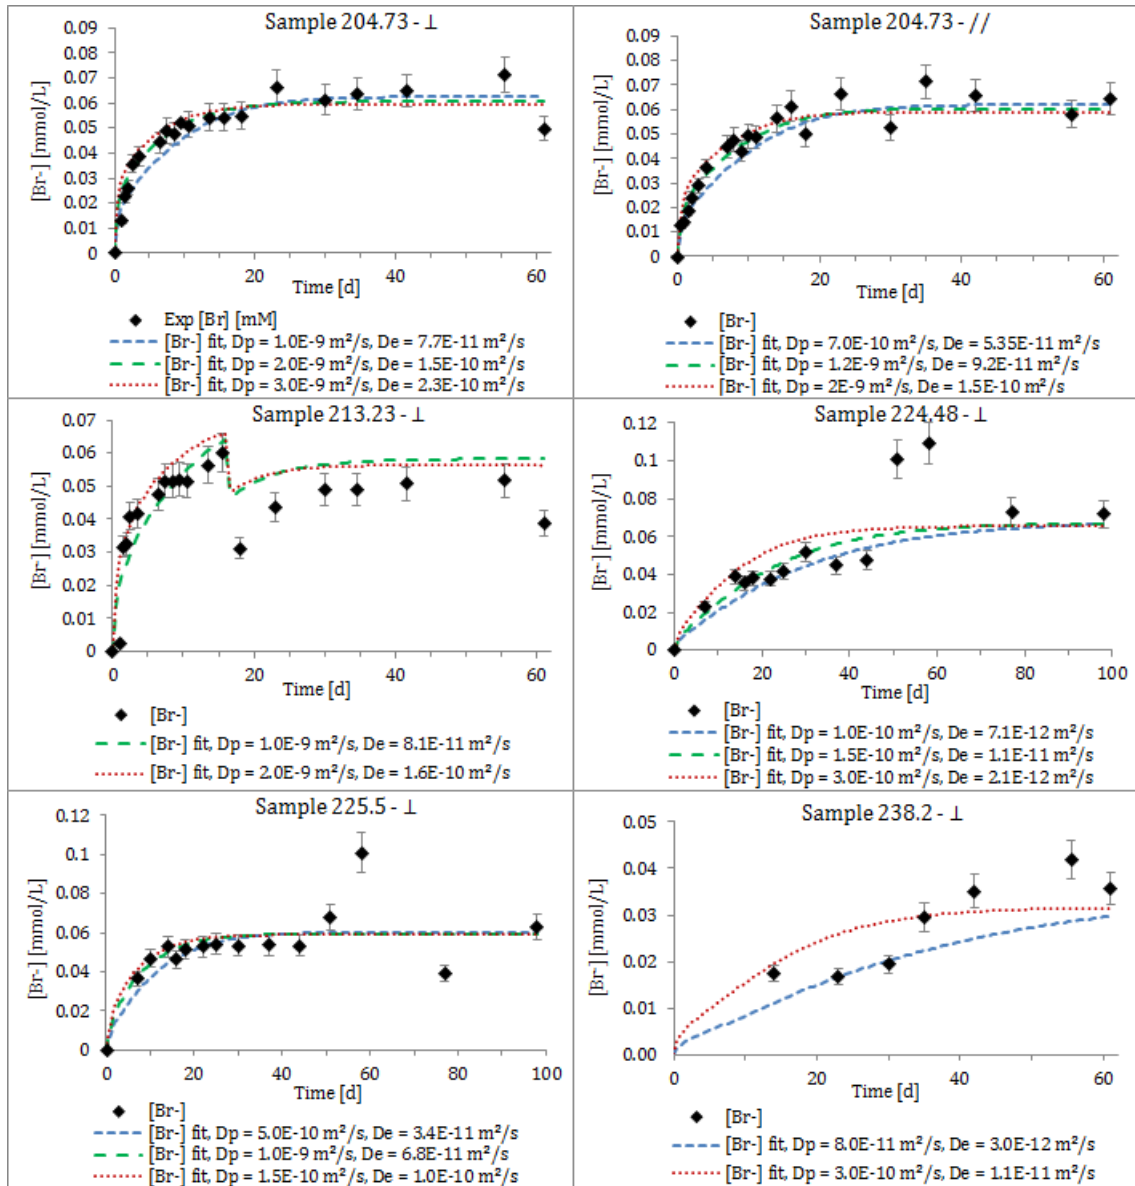 Sample 204.73 - ⊥
[Br-] [mmol/L]
0.09
0.08
0.07
0.06
0.05
0.04
0.03
0.02
0.01
0
0 20 40 60
Time [d]
Exp [Br] [mM]
[Br-] fit, Dp = 1.0E-9 m²/s, De = 7.7E-11 m²/s
[Br-] fit, Dp = 2.0E-9 m²/s, De = 1.5E-10 m²/s
[Br-] fit, Dp = 3.0E-9 m²/s, De = 2.3E-10 m²/s
Sample 204.73 - //
[Br-] [mmol/L]
0.09
0.08
0.07
0.06
0.05
0.04
0.03
0.02
0.01
0
0 20 40 60
Time [d]
[Br-]
[Br-] fit, Dp = 7.0E-10 m²/s, De = 5.35E-11 m²/s
[Br-] fit, Dp = 1.2E-9 m²/s, De = 9.2E-11 m²/s
[Br-] fit, Dp = 2E-9 m²/s, De = 1.5E-10 m²/s
Sample 213.23 - ⊥
[Br-] [mmol/L]
0.07
0.06
0.05
0.04
0.03
0.02
0.01
0
0 20 40 60
Time [d]
[Br-]
[Br-] fit, Dp = 1.0E-9 m²/s, De = 8.1E-11 m²/s
[Br-] fit, Dp = 2.0E-9 m²/s, De = 1.6E-10 m²/s
Sample 224.48 - ⊥
[Br-] [mmol/L]
0.12
0.1
0.08
0.06
0.04
0.02
0
0 20 40 60 80 100
Time [d]
[Br-]
[Br-] fit, Dp = 1.0E-10 m²/s, De = 7.1E-12 m²/s
[Br-] fit, Dp = 1.5E-10 m²/s, De = 1.1E-11 m²/s
[Br-] fit, Dp = 3.0E-10 m²/s, De = 2.1E-12 m²/s
Sample 225.5 - ⊥
[Br-] [mmol/L]
0.12
0.1
0.08
0.06
0.04
0.02
0
0 20 40 60 80 100
Time [d]
[Br-]
[Br-] fit, Dp = 5.0E-10 m²/s, De = 3.4E-11 m²/s
[Br-] fit, Dp = 1.0E-9 m²/s, De = 6.8E-11 m²/s
[Br-] fit, Dp = 1.5E-10 m²/s, De = 1.0E-10 m²/s
Sample 238.2 - ⊥
[Br-] [mmol/L]
0.05
0.04
0.03
0.02
0.01
0.00
0 20 40 60
Time [d]
[Br-]
[Br-] fit, Dp = 8.0E-11 m²/s, De = 3.0E-12 m²/s
[Br-] fit, Dp = 3.0E-10 m²/s, De = 1.1E-11 m²/s